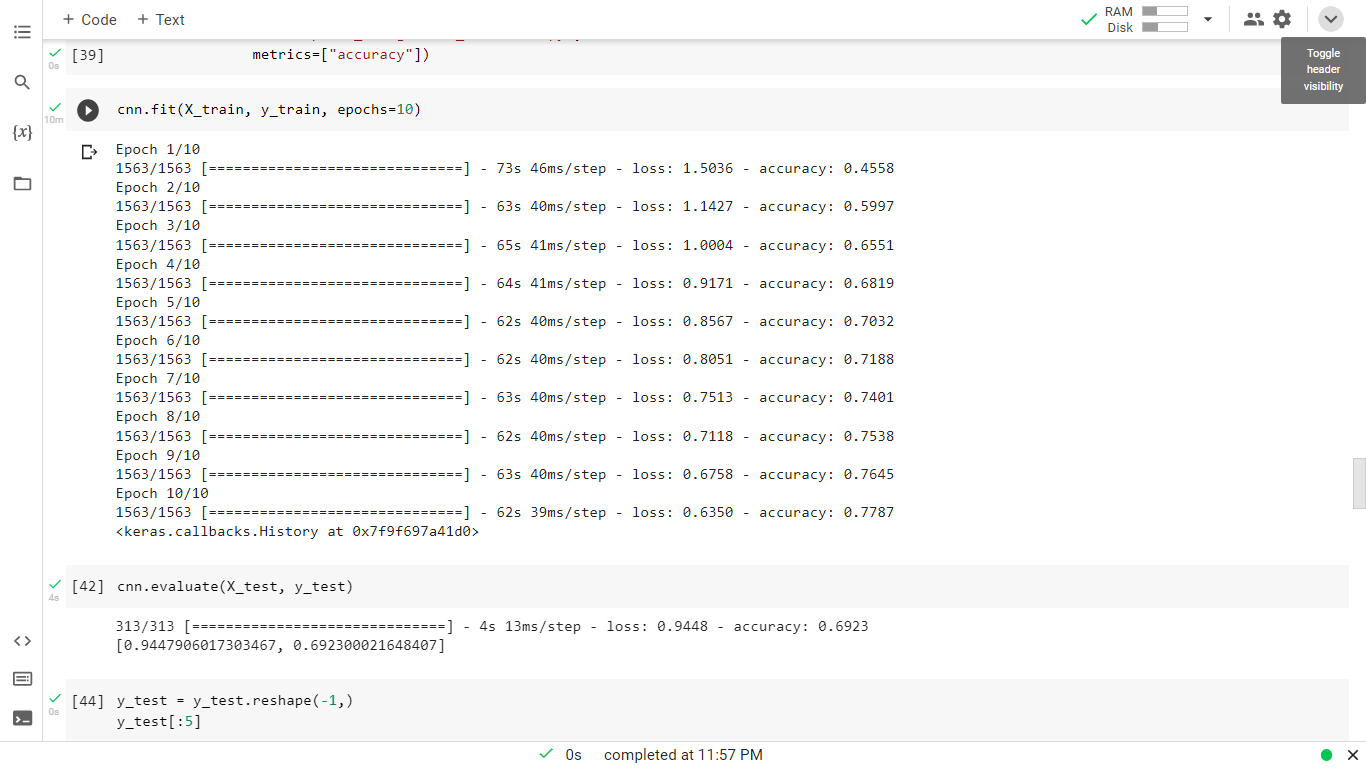 + Code + Text
RAM
Disk
Toggle
header
visibility
[39] metrics=["accuracy"])
0s
cnn.fit(X_train, y_train, epochs=10)
10m
Epoch 1/10
1563/1563 [==============================] - 73s 46ms/step - loss: 1.5036 - accuracy: 0.4558
Epoch 2/10
1563/1563 [==============================] - 63s 40ms/step - loss: 1.1427 - accuracy: 0.5997
Epoch 3/10
1563/1563 [==============================] - 65s 41ms/step - loss: 1.0004 - accuracy: 0.6551
Epoch 4/10
1563/1563 [==============================] - 64s 41ms/step - loss: 0.9171 - accuracy: 0.6819
Epoch 5/10
1563/1563 [==============================] - 62s 40ms/step - loss: 0.8567 - accuracy: 0.7032
Epoch 6/10
1563/1563 [==============================] - 62s 40ms/step - loss: 0.8051 - accuracy: 0.7188
Epoch 7/10
1563/1563 [==============================] - 63s 40ms/step - loss: 0.7513 - accuracy: 0.7401
Epoch 8/10
1563/1563 [==============================] - 62s 40ms/step - loss: 0.7118 - accuracy: 0.7538
Epoch 9/10
1563/1563 [==============================] - 63s 40ms/step - loss: 0.6758 - accuracy: 0.7645
Epoch 10/10
1563/1563 [==============================] - 62s 39ms/step - loss: 0.6350 - accuracy: 0.7787
<keras.callbacks.History at 0x7f9f697a41d0>
[42] cnn.evaluate(X_test, y_test)
4s
313/313 [==============================] - 4s 13ms/step - loss: 0.9448 - accuracy: 0.6923
[0.9447906017303467, 0.692300021648407]
[44] y_test = y_test.reshape(-1,)
0s
y_test[:5]
0s completed at 11:57 PM